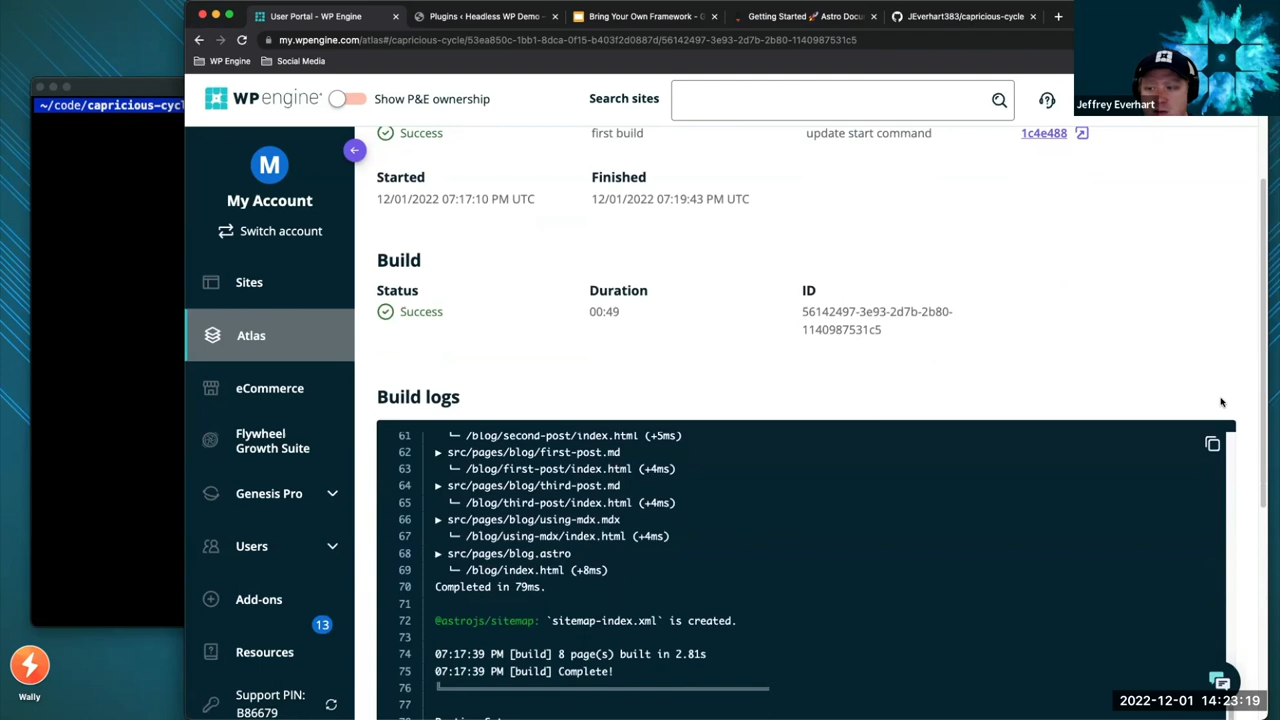 User Portal - WP Engine
Plugins ‹ Headless WP Demo —
Bring Your Own Framework - G
Getting Started 🚀 Astro Docu
JEverhart383/capricious-cycle
my.wpengine.com/atlas#/capricious-cycle/53ea850c-1bb1-8dca-0f15-b403f2d0887d/56142497-3e93-2d7b-2b80-1140987531c5
WP Engine
Social Media
~/code/capricious-cycl
WP engine
Show P&E ownership
Search sites
Jeffrey Everhart
M
My Account
Switch account
Sites
Atlas
eCommerce
Flywheel
Growth Suite
Genesis Pro
Users
Add-ons
13
Resources
Support PIN:
B86679
Wally
Success
first build
update start command
1c4e488
Started
Finished
12/01/2022 07:17:10 PM UTC
12/01/2022 07:19:43 PM UTC
Build
Status
Duration
ID
Success
00:49
56142497-3e93-2d7b-2b80-
1140987531c5
Build logs
61 └─ /blog/second-post/index.html (+5ms)
62 ▶ src/pages/blog/first-post.md
63 └─ /blog/first-post/index.html (+4ms)
64 ▶ src/pages/blog/third-post.md
65 └─ /blog/third-post/index.html (+4ms)
66 ▶ src/pages/blog/using-mdx.mdx
67 └─ /blog/using-mdx/index.html (+4ms)
68 ▶ src/pages/blog.astro
69 └─ /blog/index.html (+8ms)
70 Completed in 79ms.
71
72 @astrojs/sitemap: `sitemap-index.xml` is created.
73
74 07:17:39 PM [build] 8 page(s) built in 2.81s
75 07:17:39 PM [build] Complete!
76
2022-12-01 14:23:19